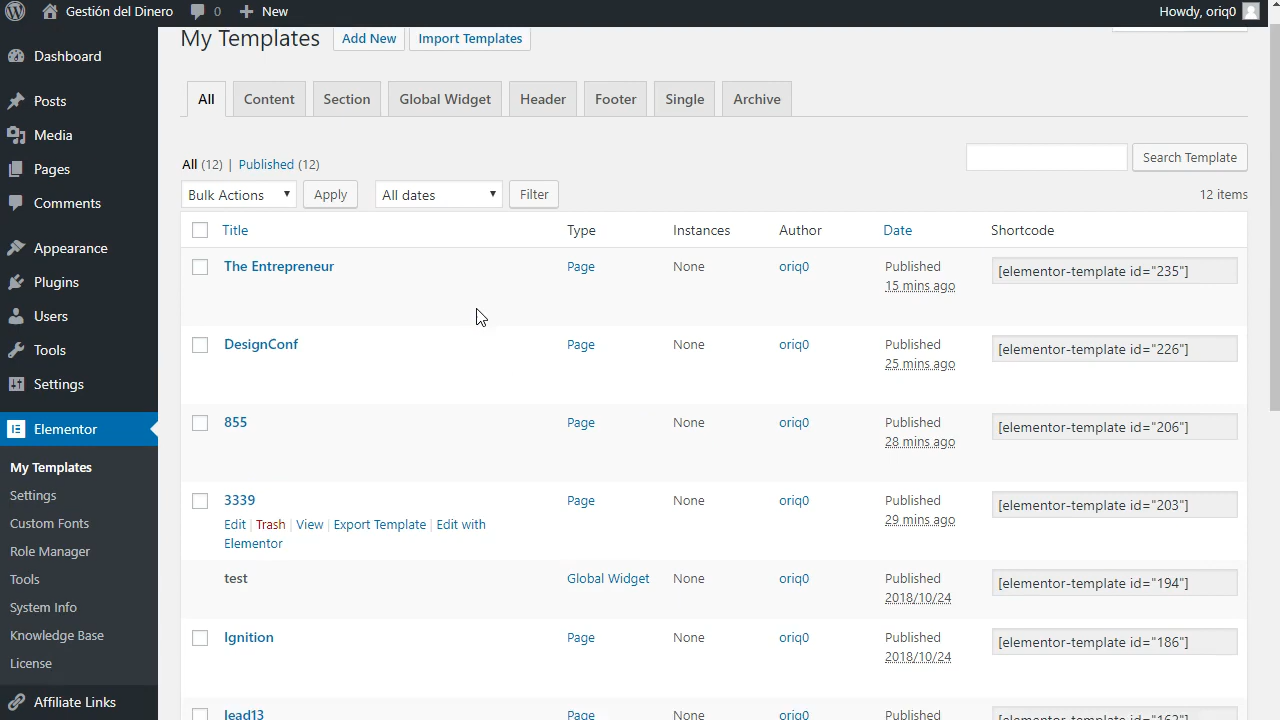 Gestión del Dinero 0 New Howdy, oriq0
Dashboard
Posts
Media
Pages
Comments
Appearance
Plugins
Users
Tools
Settings
Elementor
My Templates
Settings
Custom Fonts
Role Manager
Tools
System Info
Knowledge Base
License
Affiliate Links
My Templates Add New Import Templates
All Content Section Global Widget Header Footer Single Archive
All (12) | Published (12)
Search Template
Bulk Actions Apply All dates Filter 12 items
Title Type Instances Author Date Shortcode
The Entrepreneur Page None oriq0 Published [elementor-template id="235"]
15 mins ago
DesignConf Page None oriq0 Published [elementor-template id="226"]
25 mins ago
855 Page None oriq0 Published [elementor-template id="206"]
28 mins ago
3339 Page None oriq0 Published [elementor-template id="203"]
29 mins ago
Edit | Trash | View | Export Template | Edit with
Elementor
test Global Widget None oriq0 Published [elementor-template id="194"]
2018/10/24
Ignition Page None oriq0 Published [elementor-template id="186"]
2018/10/24
lead13 Page None oriq0 Published